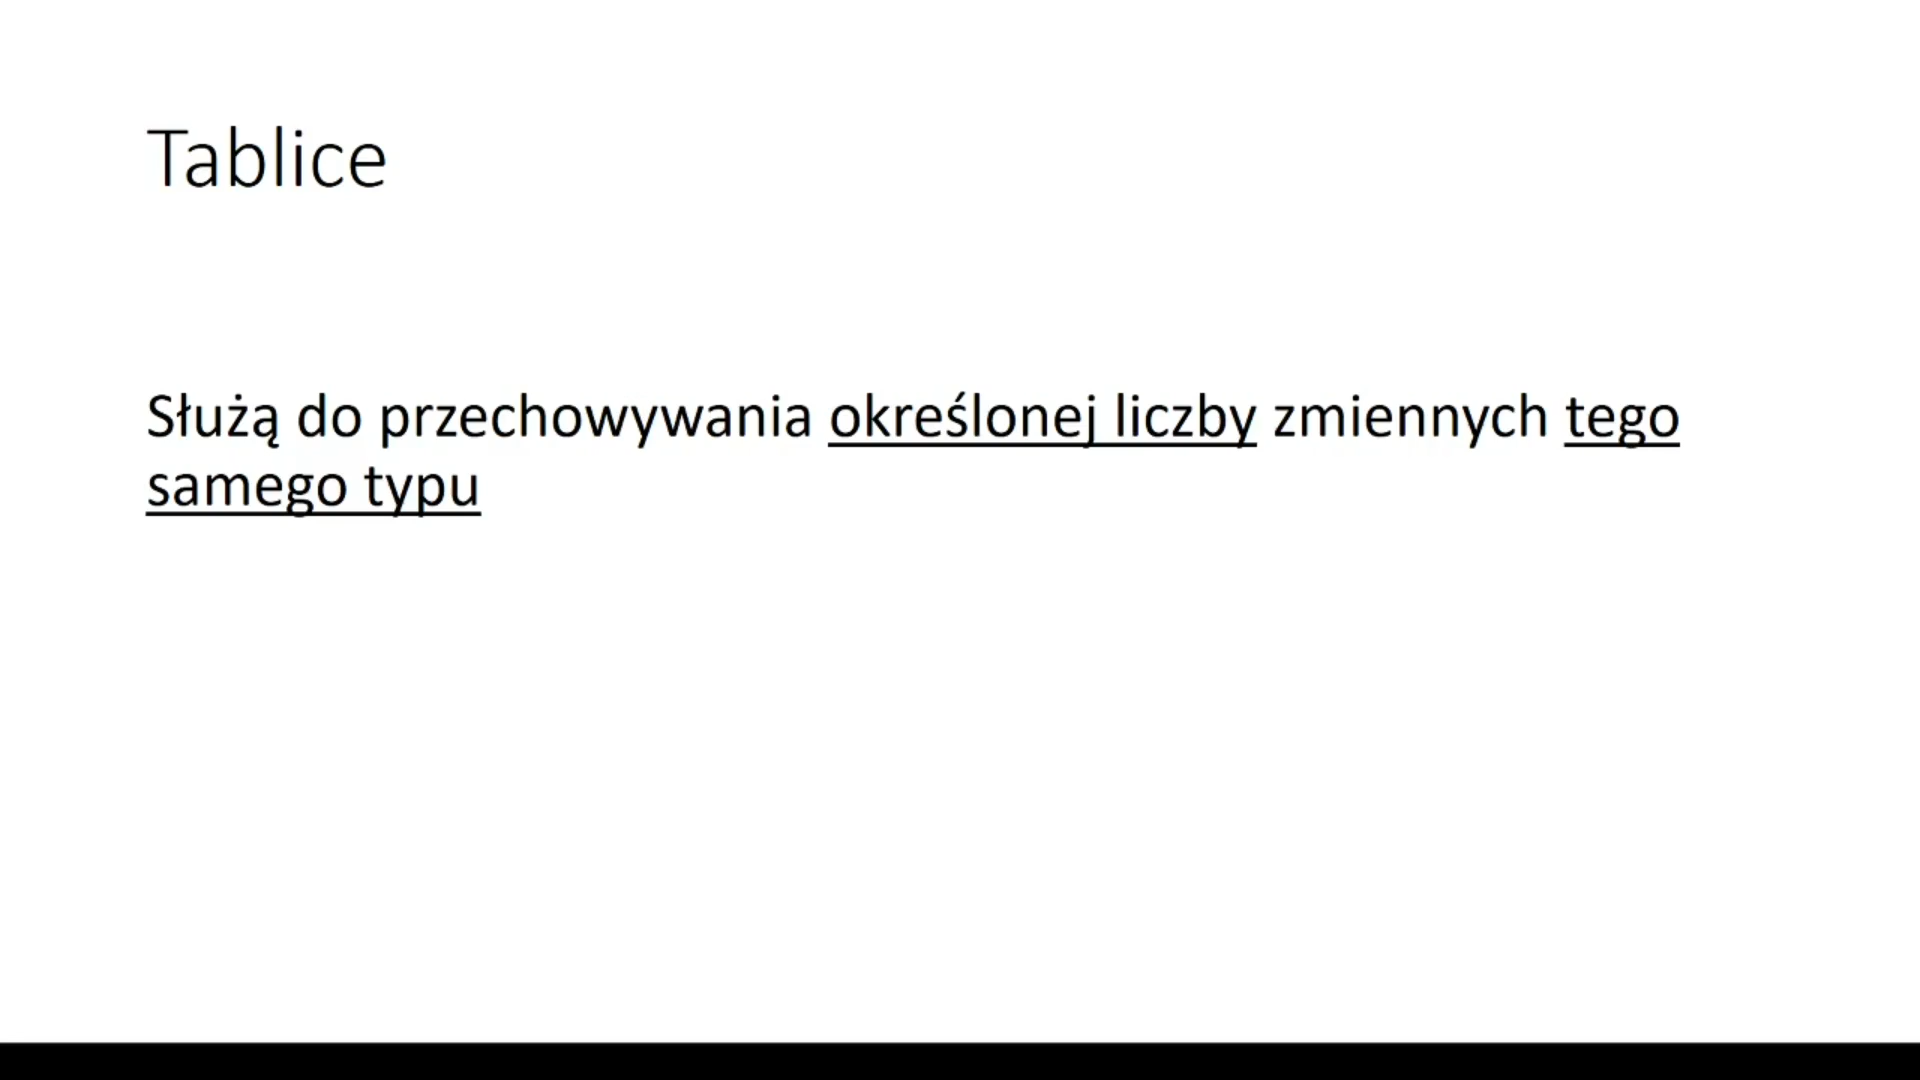 Tablice
Służą do przechowywania określonej liczby zmiennych tego
samego typu